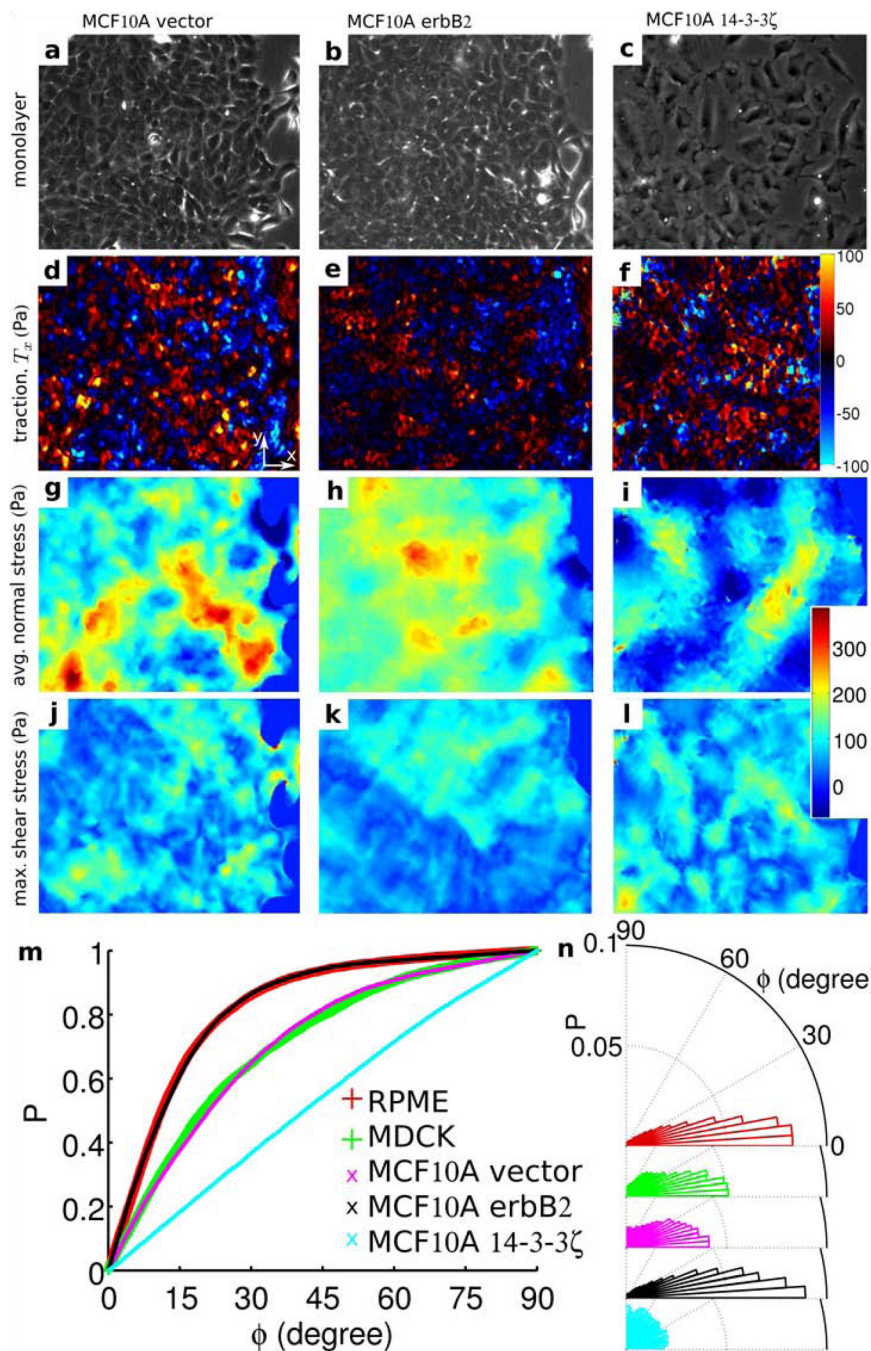 MCF10A vector MCF10A erbB2 MCF10A 14-3-3ζ
monolayer
a b c
traction, Tx (Pa)
d e f
y
x
100
50
0
-50
-100
avg. normal stress (Pa)
g h i
300
200
100
0
max. shear stress (Pa)
j k l
m
P
1
0.8
0.6
0.4
0.2
0
0 15 30 45 60 75 90
ϕ (degree)
RPME
MDCK
MCF10A vector
MCF10A erbB2
MCF10A 14-3-3ζ
n
P
0.1
0.05
90
60
ϕ (degree)
30
0